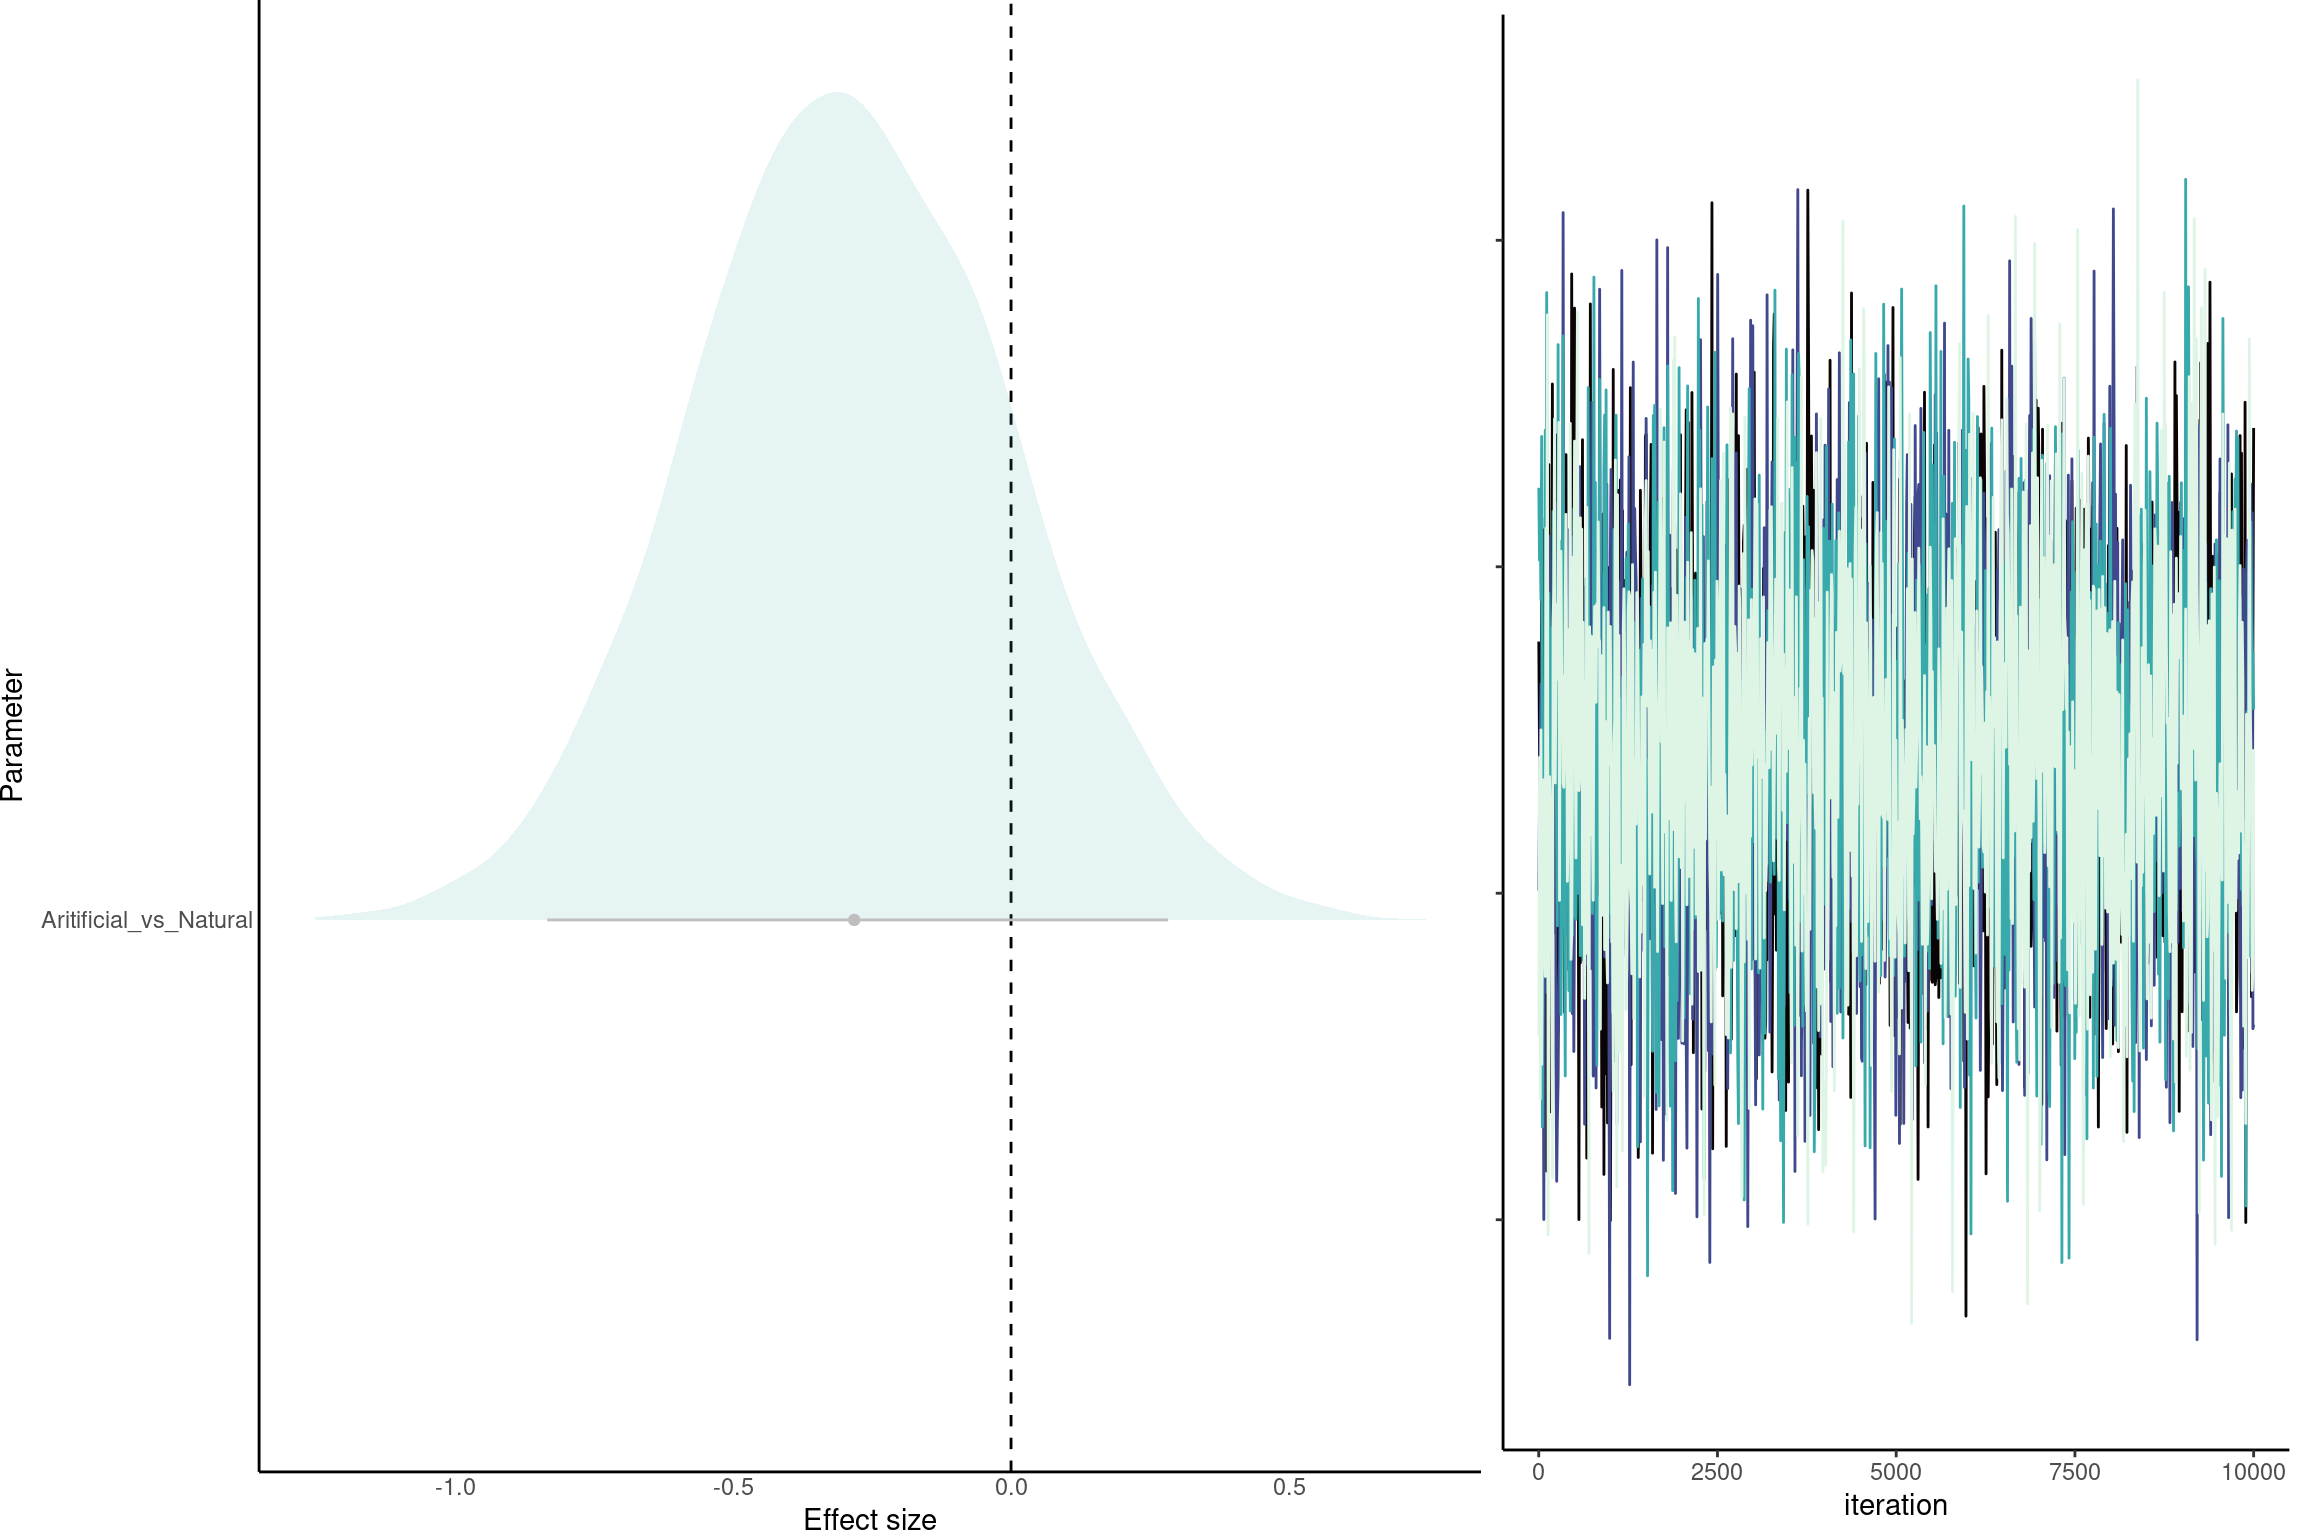 Parameter
Aritificial_vs_Natural
-1.0 -0.5 0.0 0.5
Effect size
0 2500 5000 7500 10000
iteration